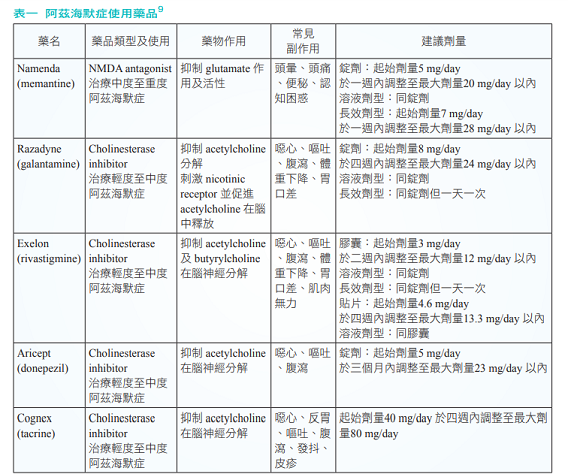 表一 阿茲海默症使用藥品9
藥名
藥品類型及使用
藥物作用
常見
副作用
建議劑量
Namenda
(memantine)
NMDA antagonist
治療中度至重度
阿茲海默症
抑制 glutamate 作
用及活性
頭暈、頭痛
、便秘、認
知困惑
錠劑：起始劑量5 mg/day
於一週內調整至最大劑量20 mg/day 以內
溶液劑型：同錠劑
長效劑型：起始劑量7 mg/day
於一週內調整至最大劑量28 mg/day 以內
Razadyne
(galantamine)
Cholinesterase
inhibitor
治療輕度至中度
阿茲海默症
抑制 acetylcholine
分解
刺激 nicotinic
receptor 並促進
acetylcholine 在腦
中釋放
噁心、嘔吐
、腹瀉、體
重下降、胃
口差
錠劑：起始劑量8 mg/day
於四週內調整至最大劑量24 mg/day 以內
溶液劑型：同錠劑
長效劑型：同錠劑但一天一次
Exelon
(rivastigmine)
Cholinesterase
inhibitor
治療輕度至中度
阿茲海默症
抑制 acetylcholine
及 butyrylcholine
在腦神經分解
噁心、嘔吐
、腹瀉、體
重下降、胃
口差、肌肉
無力
膠囊：起始劑量3 mg/day
於二週內調整至最大劑量12 mg/day 以內
溶液劑型：同錠劑
長效劑型：同錠劑但一天一次
貼片：起始劑量4.6 mg/day
於四週內調整至最大劑量13.3 mg/day 以內
溶液劑型：同膠囊
Aricept
(donepezil)
Cholinesterase
inhibitor
治療輕度至中度
阿茲海默症
抑制 acetylcholine
在腦神經分解
噁心、嘔吐
、腹瀉
錠劑：起始劑量5 mg/day
於三個月內調整至最大劑量23 mg/day 以內
Cognex
(tacrine)
Cholinesterase
inhibitor
治療輕度至中度
阿茲海默症
抑制 acetylcholine
在腦神經分解
噁心、反胃
、嘔吐、腹
瀉、發抖、
皮疹
起始劑量40 mg/day 於四週內調整至最大劑
量80 mg/day